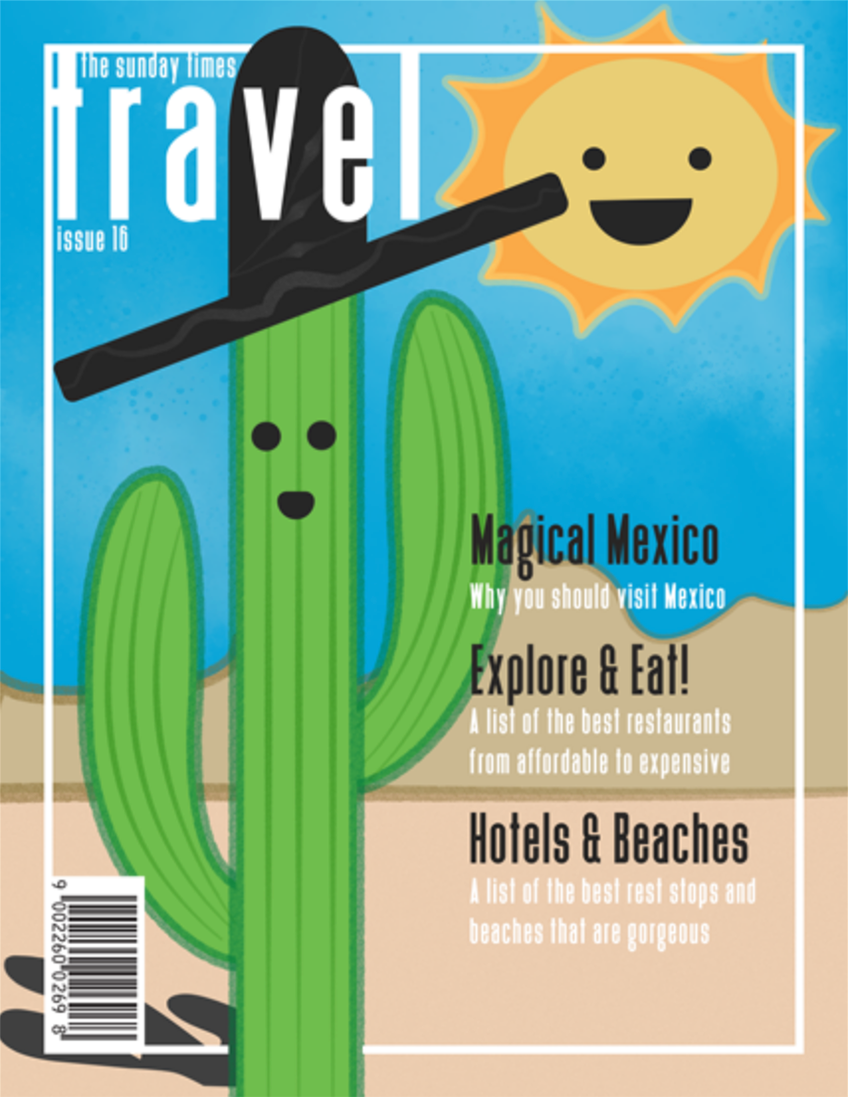 the sunday times
travel
issue 16
Magical Mexico
Why you should visit Mexico
Explore & Eat!
A list of the best restaurants
from affordable to expensive
Hotels & Beaches
A list of the best rest stops and
beaches that are gorgeous
9 002260 0269 8